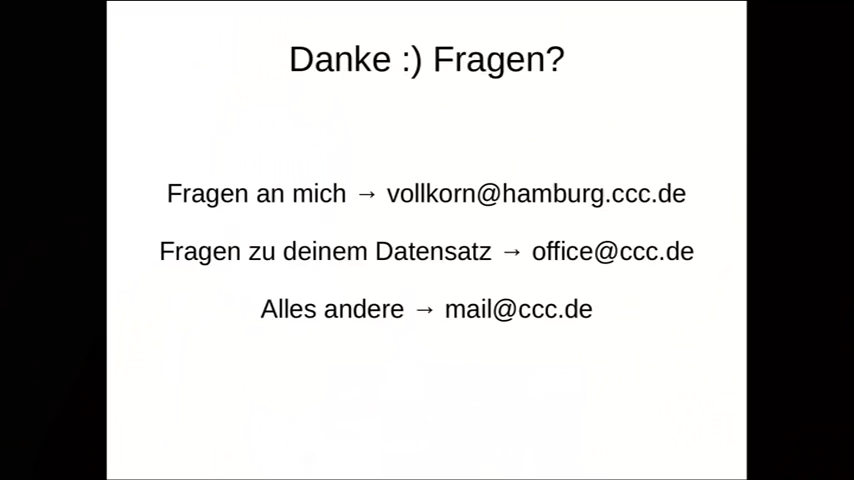 Danke :) Fragen?
Fragen an mich → vollkorn@hamburg.ccc.de
Fragen zu deinem Datensatz → office@ccc.de
Alles andere → mail@ccc.de